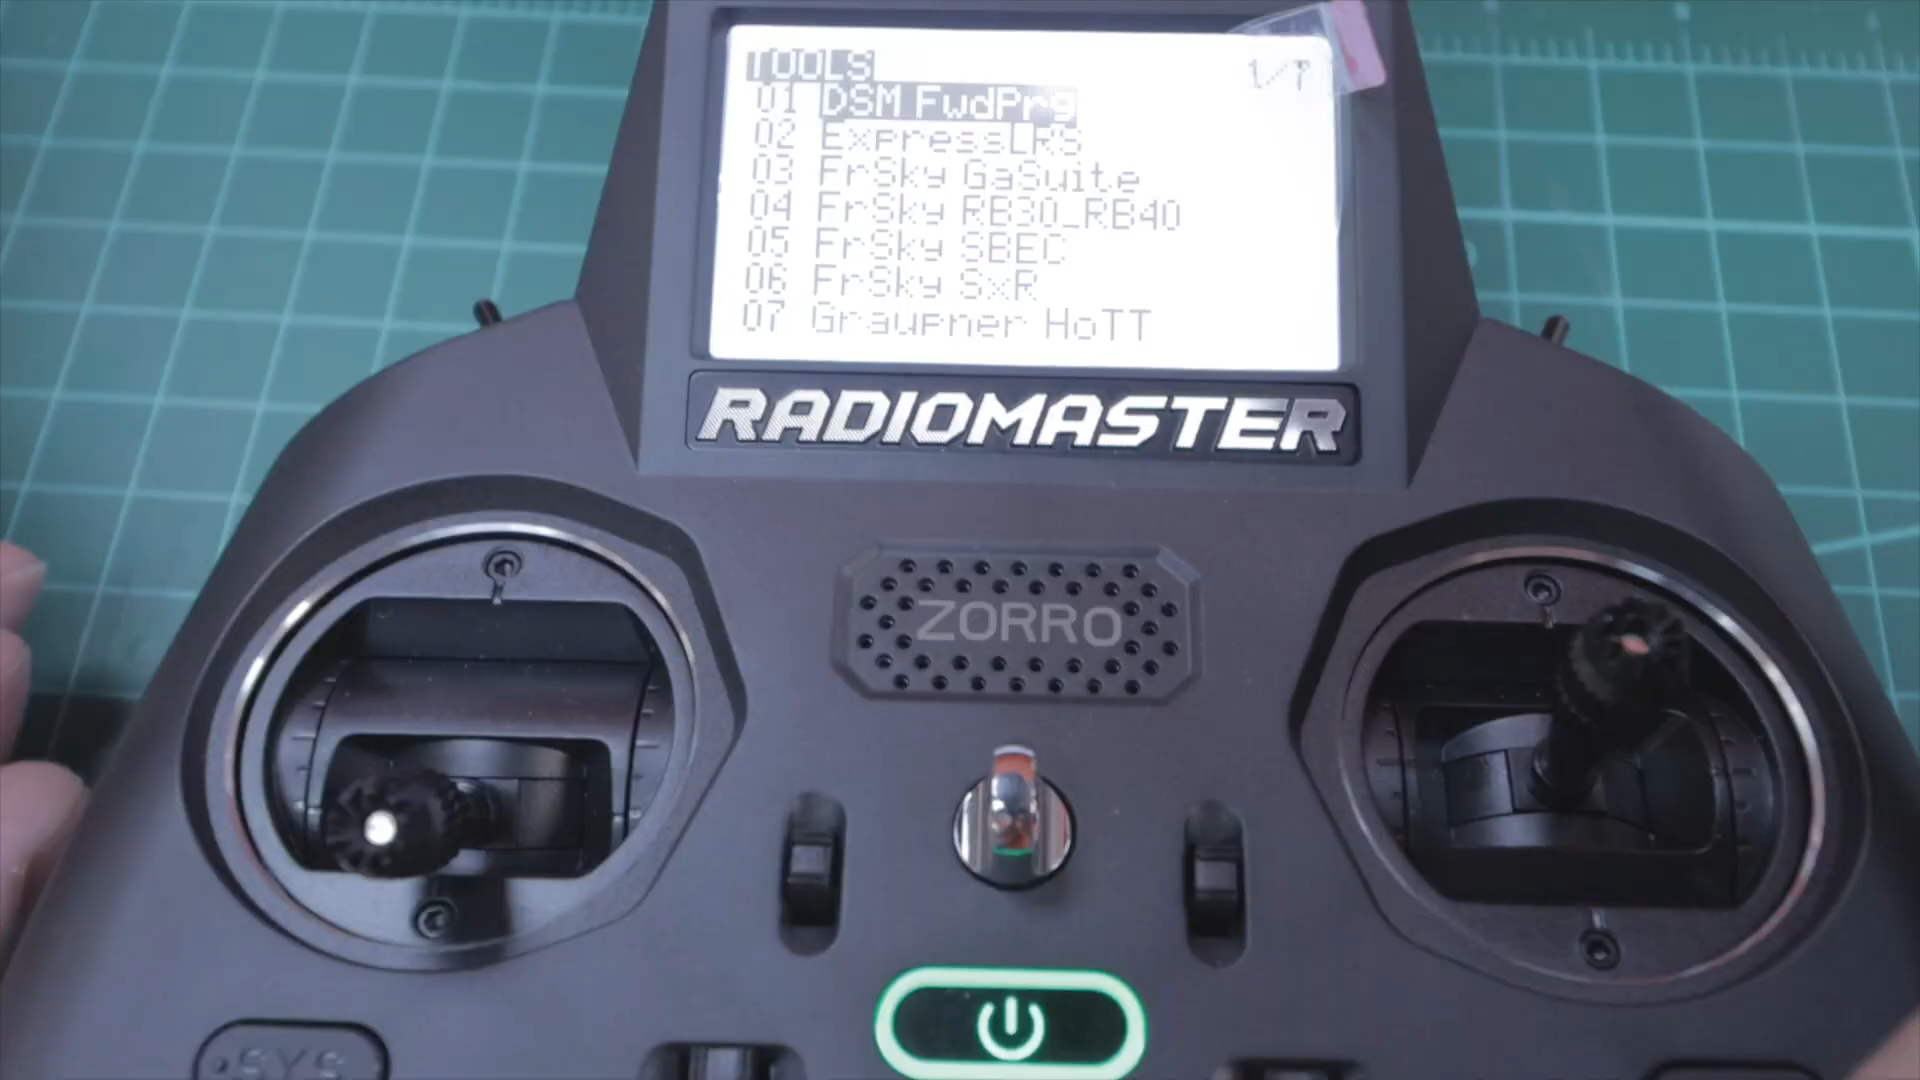 TOOLS 1/7
01 DSM FwdPrg
02 ExpressLRS
03 FrSky GaSuite
04 FrSky RB30_RB40
05 FrSky SBEC
06 FrSky SxR
07 Graupner HoTT
RADIOMASTER
ZORRO
SYS